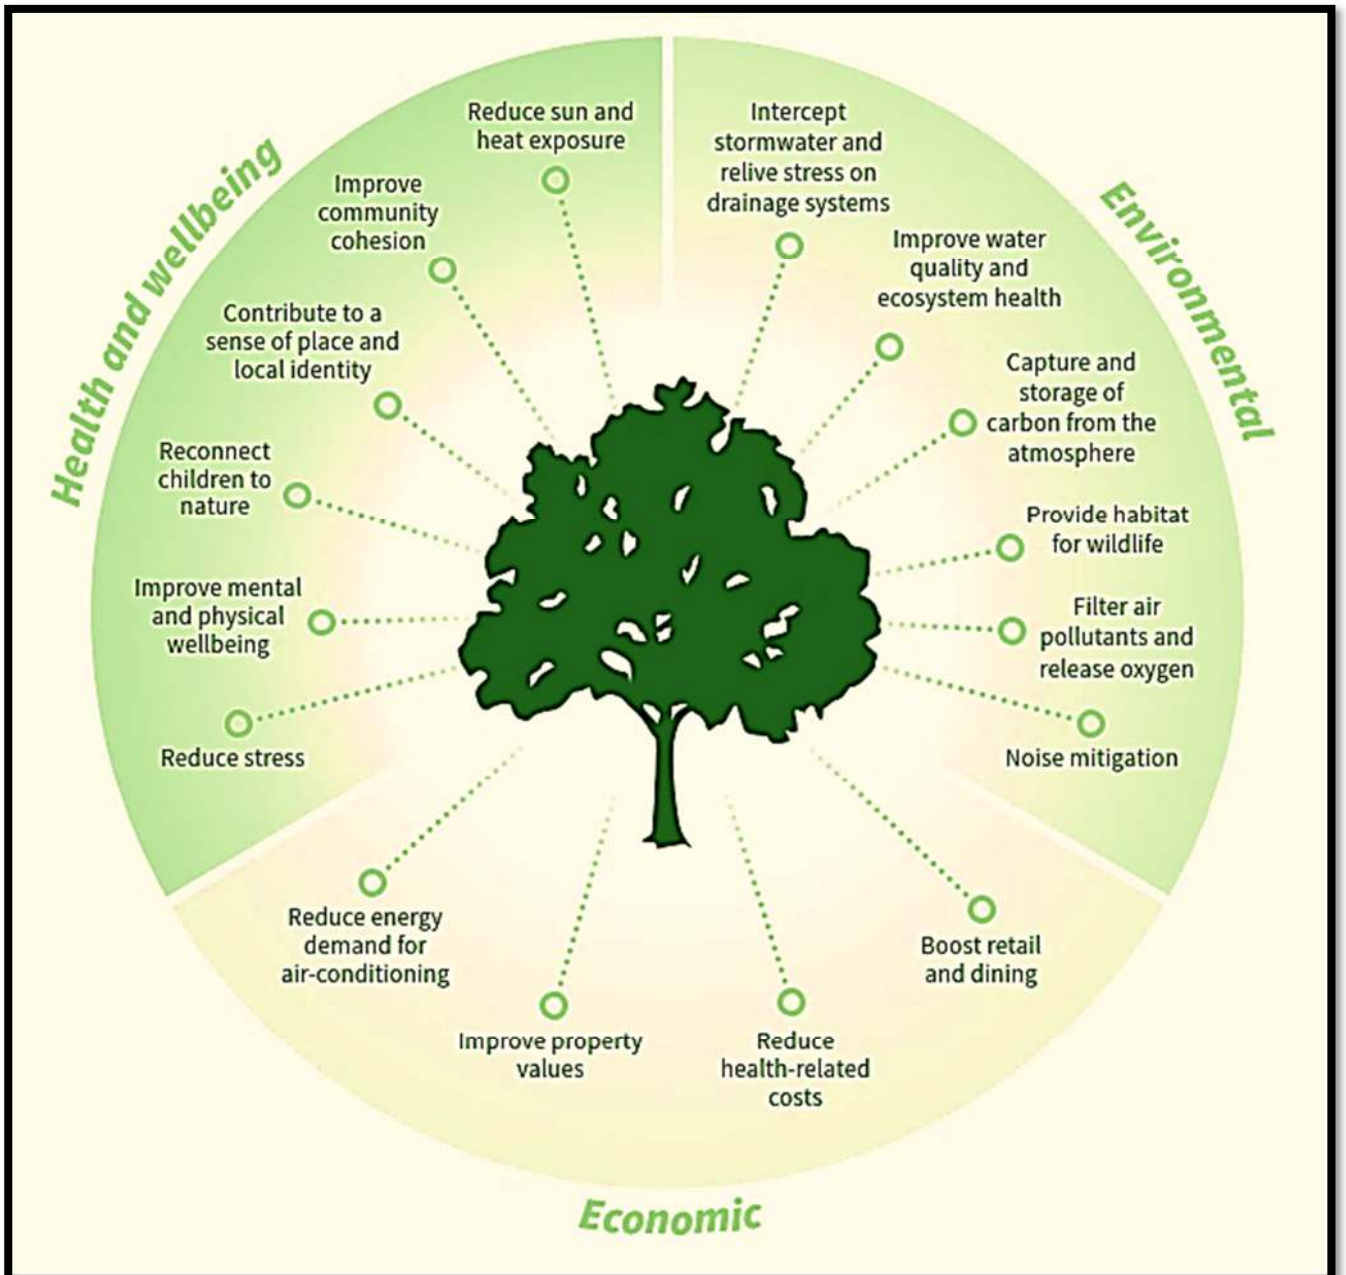 Health and wellbeing
Reduce sun and
heat exposure
Improve
community
cohesion
Contribute to a
sense of place and
local identity
Reconnect
children to
nature
Improve mental
and physical
wellbeing
Reduce stress
Environmental
Intercept
stormwater and
relive stress on
drainage systems
Improve water
quality and
ecosystem health
Capture and
storage of
carbon from the
atmosphere
Provide habitat
for wildlife
Filter air
pollutants and
release oxygen
Noise mitigation
Reduce energy
demand for
air-conditioning
Improve property
values
Reduce
health-related
costs
Boost retail
and dining
Economic